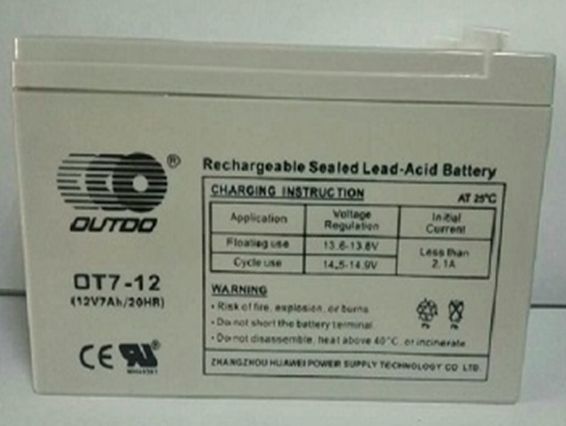 Rechargeable Sealed Lead-Acid Battery
CHARGING INSTRUCTION AT 25°C
Application Voltage Regulation Initial Current
Floating use 13.6-13.8V Less than 2.1A
Cycle use 14.5-14.9V
WARNING
• Risk of fire, explosion, or burns
• Do not short the battery terminal
• Do not disassemble, heat above 40°C, or incinerate
ZHANGZHOU HUAWEI POWER SUPPLY TECHNOLOGY CO LTD.
®
OUTDO
OT7-12
(12V7Ah/20HR)
CE
Pb Pb